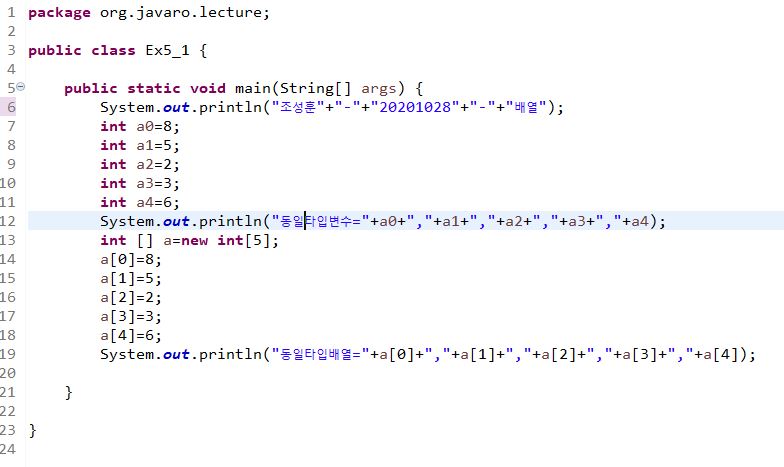 1 package org.javaro.lecture;
2
3 public class Ex5_1 {
4
5 public static void main(String[] args) {
6 System.out.println("조성훈"+"-"+"20201028"+"-"+"배열");
7 int a0=8;
8 int a1=5;
9 int a2=2;
10 int a3=3;
11 int a4=6;
12 System.out.println("동일타입변수="+a0+","+a1+","+a2+","+a3+","+a4);
13 int [] a=new int[5];
14 a[0]=8;
15 a[1]=5;
16 a[2]=2;
17 a[3]=3;
18 a[4]=6;
19 System.out.println("동일타입배열="+a[0]+","+a[1]+","+a[2]+","+a[3]+","+a[4]);
20
21 }
22
23 }
24